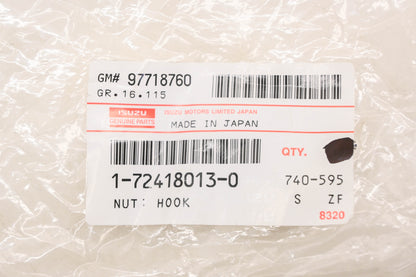 GM# 97718760
GR.16.115
ISUZU
GENUINE PARTS
ISUZU MOTORS LIMITED JAPAN
MADE IN JAPAN
QTY.
1-72418013-0
740-595
NUT: HOOK
S ZF
8320